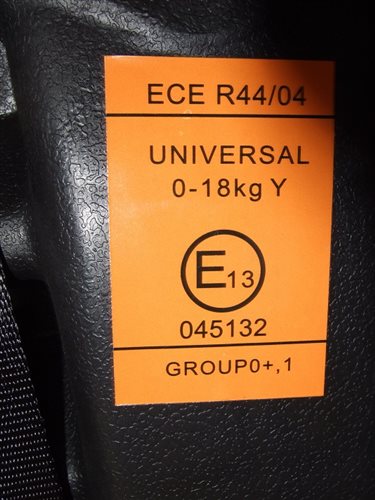 ECE R44/04
UNIVERSAL
0-18kg Y
E13
045132
GROUP0+,1